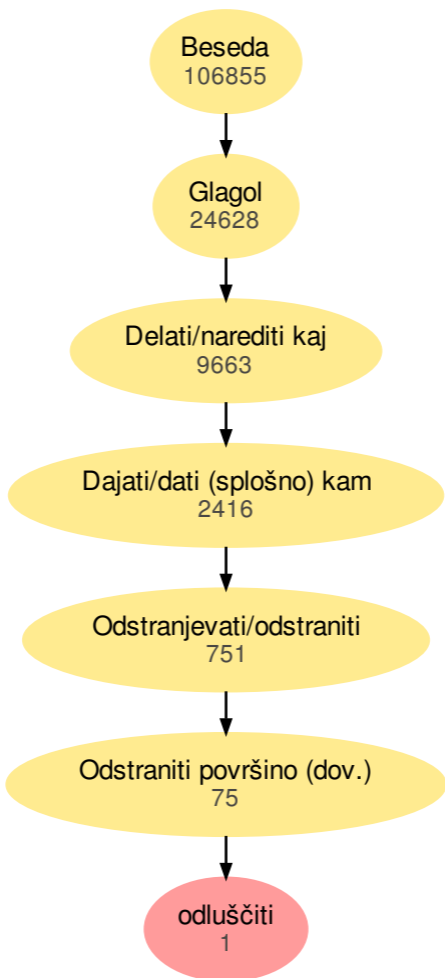 Beseda
106855
Glagol
24628
Delati/narediti kaj
9663
Dajati/dati (splošno) kam
2416
Odstranjevati/odstraniti
751
Odstraniti površino (dov.)
75
odluščiti
1